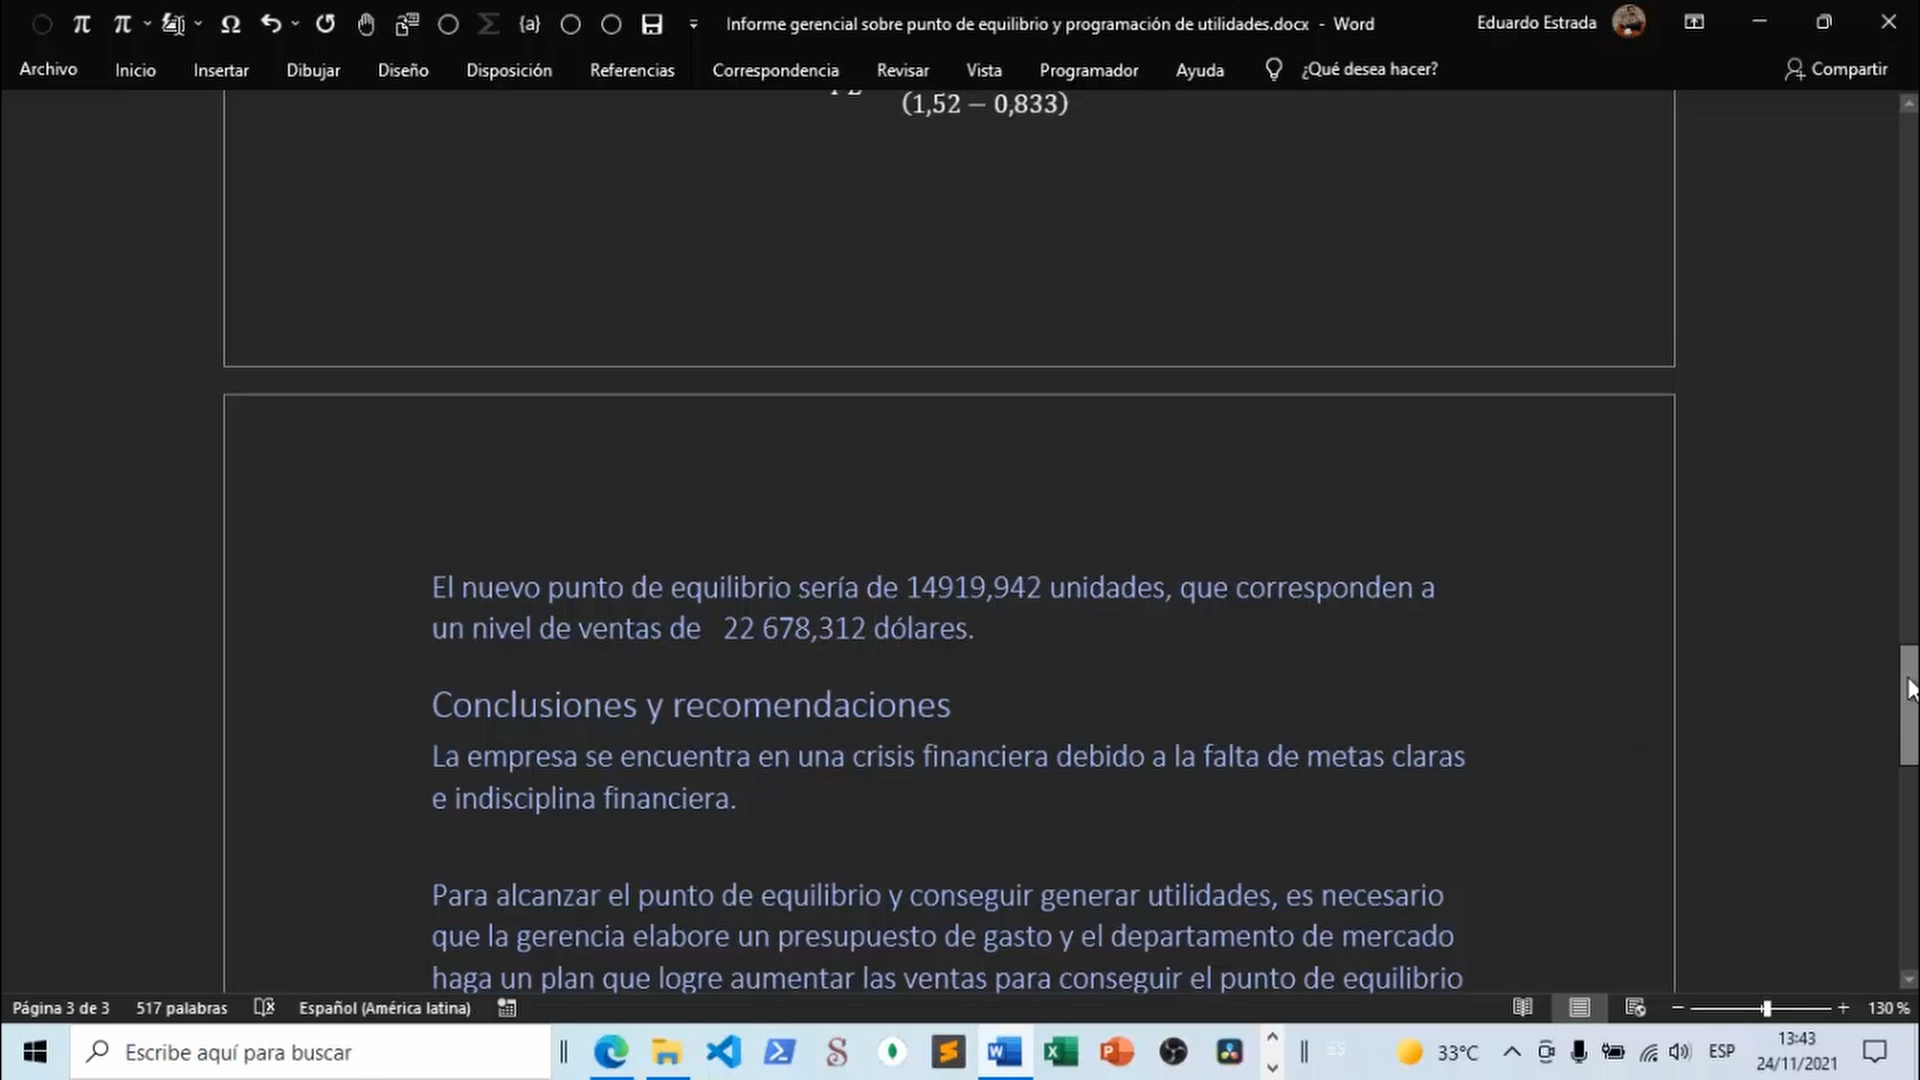 Informe gerencial sobre punto de equilibrio y programación de utilidades.docx - Word
Eduardo Estrada
Archivo Inicio Insertar Dibujar Diseño Disposición Referencias Correspondencia Revisar Vista Programador Ayuda ¿Qué desea hacer? Compartir
(1,52 − 0,833)
El nuevo punto de equilibrio sería de 14919,942 unidades, que corresponden a
un nivel de ventas de 22 678,312 dólares.
Conclusiones y recomendaciones
La empresa se encuentra en una crisis financiera debido a la falta de metas claras
e indisciplina financiera.
Para alcanzar el punto de equilibrio y conseguir generar utilidades, es necesario
que la gerencia elabore un presupuesto de gasto y el departamento de mercado
haga un plan que logre aumentar las ventas para conseguir el punto de equilibrio
Página 3 de 3 517 palabras Español (América latina) 130 %
Escribe aquí para buscar
33°C
ESP
13:43
24/11/2021